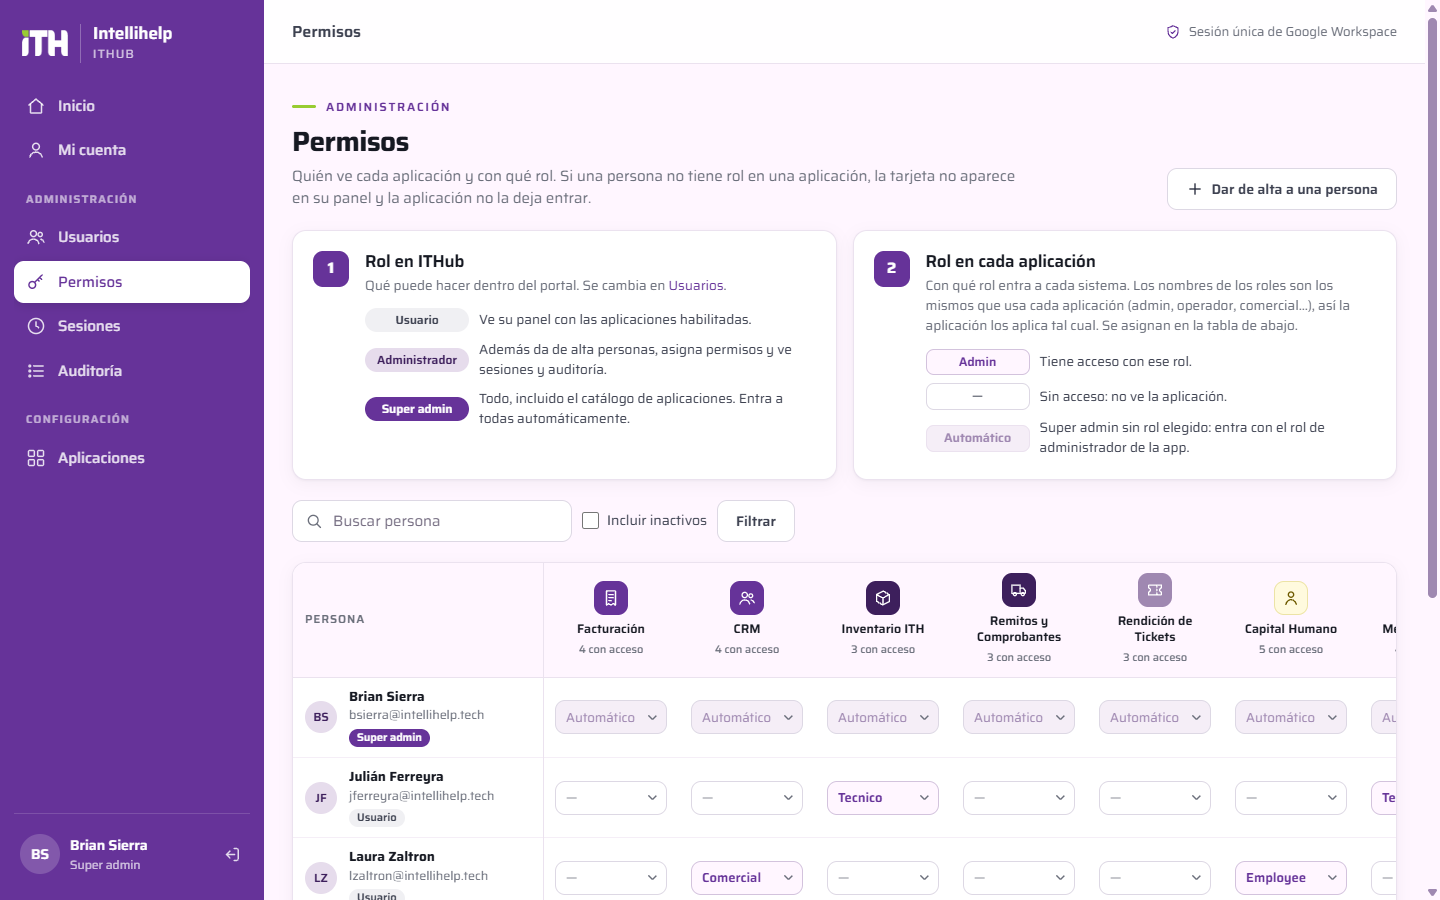 iTH
Intellihelp
ITHUB
Inicio
Mi cuenta
ADMINISTRACIÓN
Usuarios
Permisos
Sesiones
Auditoría
CONFIGURACIÓN
Aplicaciones
BS
Brian Sierra
Super admin
Permisos
Sesión única de Google Workspace
ADMINISTRACIÓN
Permisos
Quién ve cada aplicación y con qué rol. Si una persona no tiene rol en una aplicación, la tarjeta no aparece
en su panel y la aplicación no la deja entrar.
Dar de alta a una persona
1
Rol en ITHub
Qué puede hacer dentro del portal. Se cambia en Usuarios.
Usuario
Ve su panel con las aplicaciones habilitadas.
Administrador
Además da de alta personas, asigna permisos y ve
sesiones y auditoría.
Super admin
Todo, incluido el catálogo de aplicaciones. Entra a
todas automáticamente.
2
Rol en cada aplicación
Con qué rol entra a cada sistema. Los nombres de los roles son los
mismos que usa cada aplicación (admin, operador, comercial…), así la
aplicación los aplica tal cual. Se asignan en la tabla de abajo.
Admin
Tiene acceso con ese rol.
—
Sin acceso: no ve la aplicación.
Automático
Super admin sin rol elegido: entra con el rol de
administrador de la app.
Buscar persona
Incluir inactivos
Filtrar
PERSONA
Facturación
4 con acceso
CRM
4 con acceso
Inventario ITH
3 con acceso
Remitos y
Comprobantes
3 con acceso
Rendición de
Tickets
3 con acceso
Capital Humano
5 con acceso
BS
Brian Sierra
bsierra@intellihelp.tech
Super admin
Automático
Automático
Automático
Automático
Automático
Automático
Au
JF
Julián Ferreyra
jferreyra@intellihelp.tech
Usuario
—
—
Tecnico
—
—
—
Te
LZ
Laura Zaltron
lzaltron@intellihelp.tech
Usuario
—
Comercial
—
—
—
Employee
—